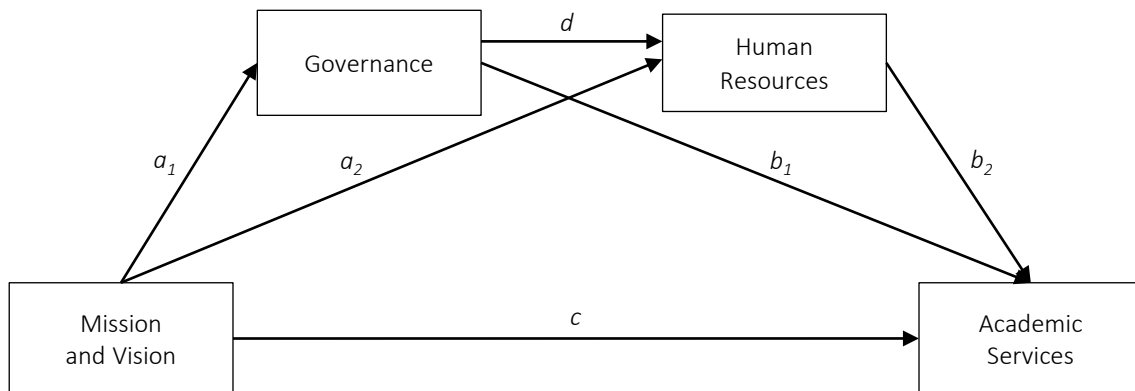 d
Governance
Human
Resources
a₁
a₂
b₁
b₂
Mission
and Vision
c
Academic
Services